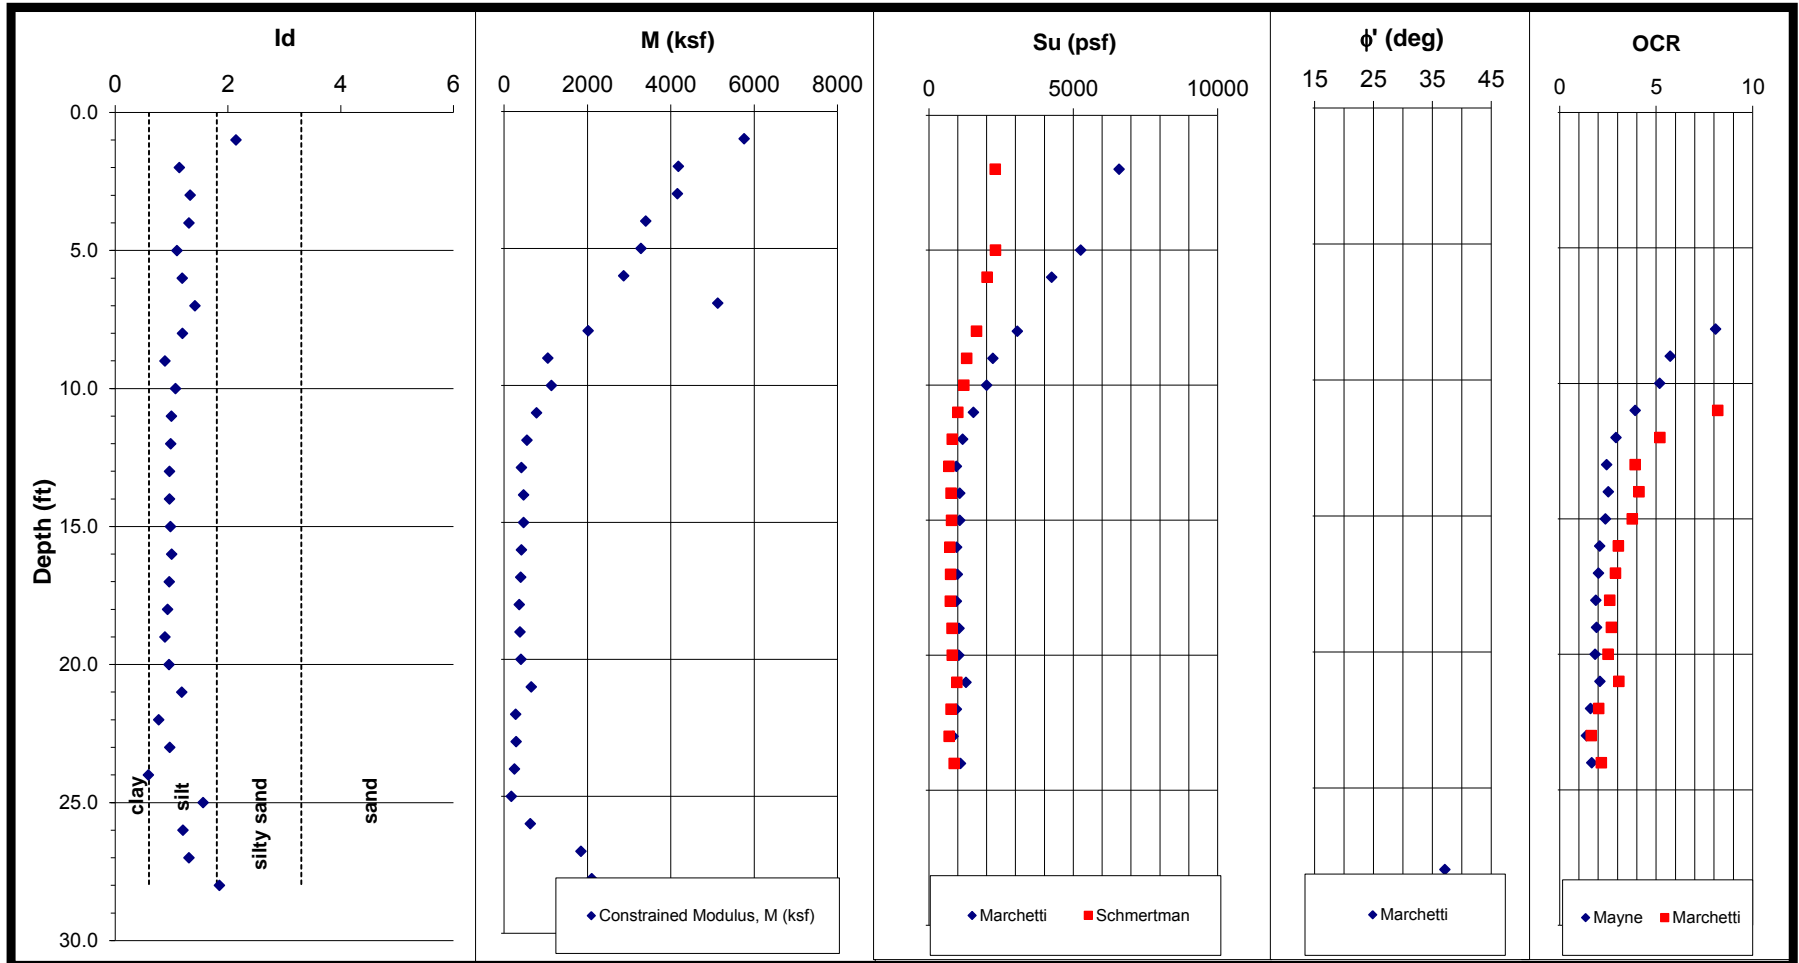 Id
M (ksf)
Su (psf)
ϕ' (deg)
OCR
0 2 4 6
0 2000 4000 6000 8000
0 5000 10000
15 25 35 45
0 5 10
0.0
5.0
10.0
15.0
20.0
25.0
30.0
Depth (ft)
clay
silt
silty sand
sand
Constrained Modulus, M (ksf)
Marchetti Schmertman
Marchetti
Mayne Marchetti